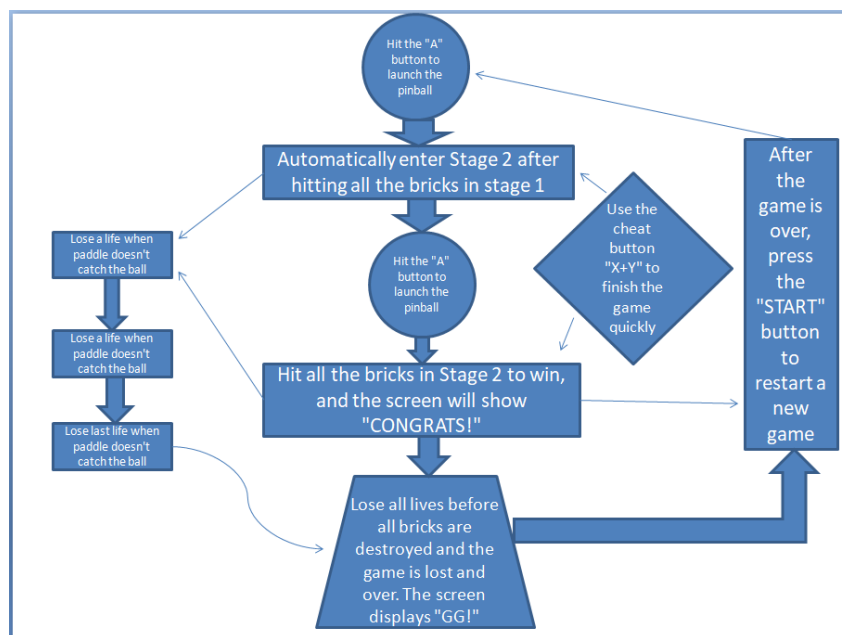 Hit the "A"
button to
launch the
pinball
Automatically enter Stage 2 after
hitting all the bricks in stage 1
Use the
cheat
button
"X+Y" to
finish the
game
quickly
After
the
game is
over,
press
the
"START"
button
to
restart a
new
game
Lose a life when
paddle doesn't
catch the ball
Hit the "A"
button to
launch the
pinball
Lose a life when
paddle doesn't
catch the ball
Hit all the bricks in Stage 2 to win,
and the screen will show
"CONGRATS!"
Lose last life when
paddle doesn't
catch the ball
Lose all lives before
all bricks are
destroyed and the
game is lost and
over. The screen
displays "GG!"